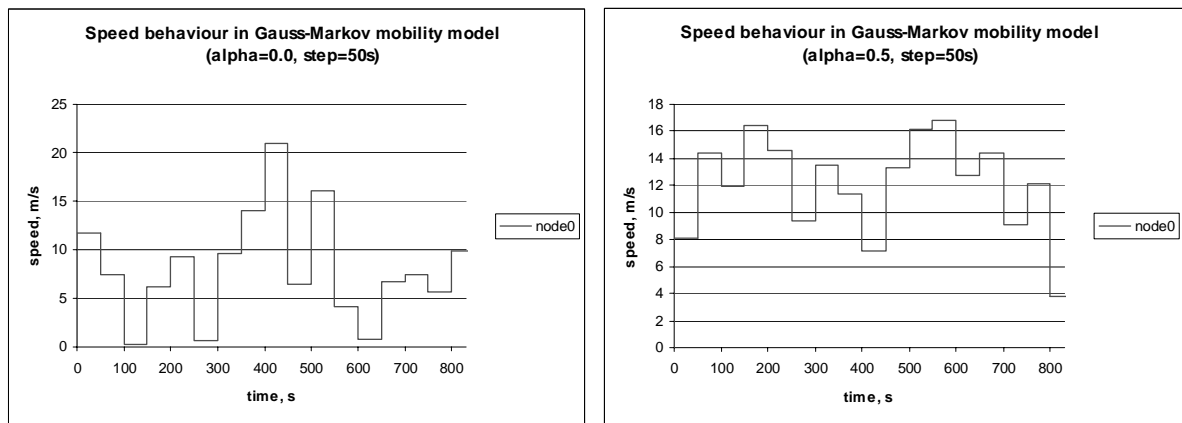 Speed behaviour in Gauss-Markov mobility model
(alpha=0.0, step=50s)
25
20
15
10
5
0
0 100 200 300 400 500 600 700 800
speed, m/s
time, s
node0
Speed behaviour in Gauss-Markov mobility model
(alpha=0.5, step=50s)
18
16
14
12
10
8
6
4
2
0
0 100 200 300 400 500 600 700 800
speed, m/s
time, s
node0